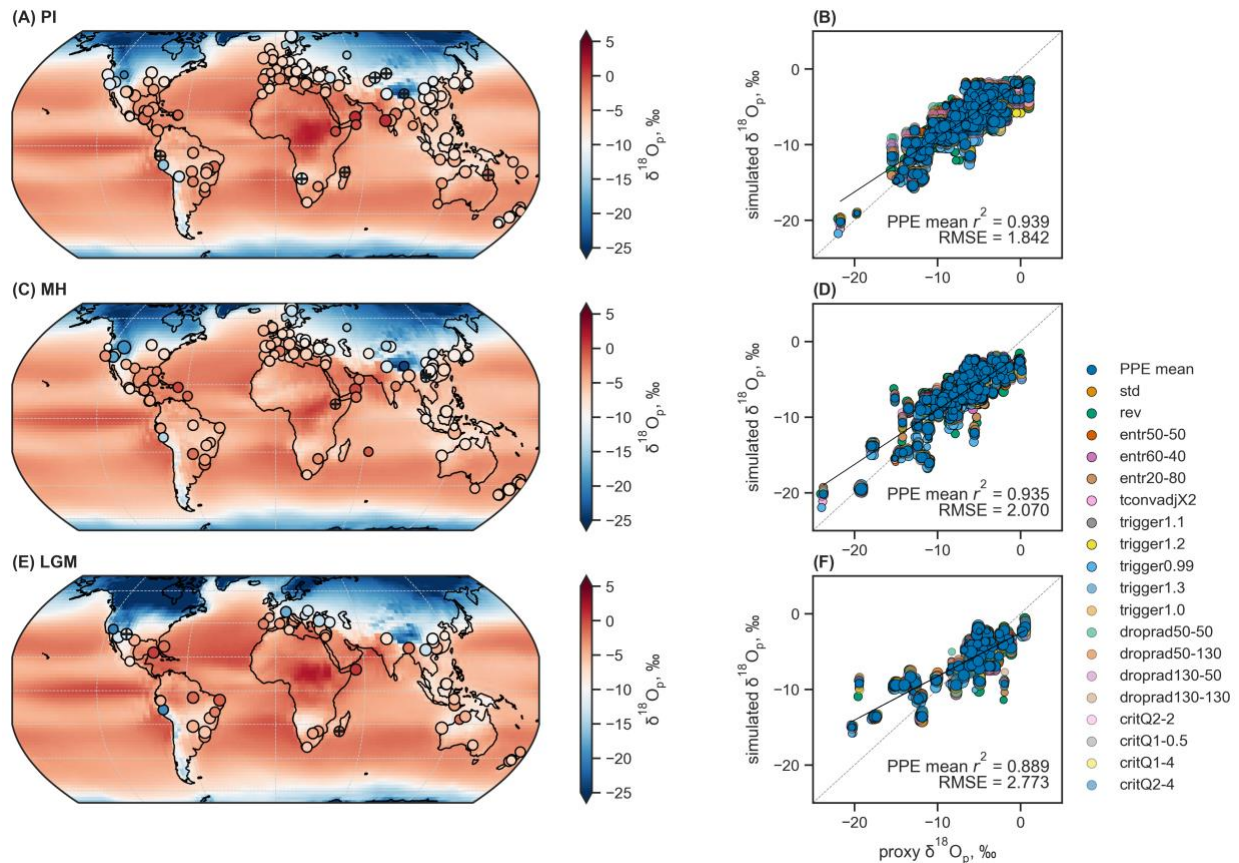 (A) PI
5
0
−5
−10
−15
−20
−25
δ¹⁸Oₚ, ‰
(B)
0
−10
−20
simulated δ¹⁸Oₚ, ‰
PPE mean r² = 0.939
RMSE = 1.842
−20
−10
0
(C) MH
5
0
−5
−10
−15
−20
−25
δ¹⁸Oₚ, ‰
(D)
0
−10
−20
simulated δ¹⁸Oₚ, ‰
PPE mean r² = 0.935
RMSE = 2.070
−20
−10
0
(E) LGM
5
0
−5
−10
−15
−20
−25
δ¹⁸Oₚ, ‰
(F)
0
−10
−20
simulated δ¹⁸Oₚ, ‰
PPE mean r² = 0.889
RMSE = 2.773
−20
−10
0
proxy δ¹⁸Oₚ, ‰
PPE mean
std
rev
entr50-50
entr60-40
entr20-80
tconvadjX2
trigger1.1
trigger1.2
trigger0.99
trigger1.3
trigger1.0
droprad50-50
droprad50-130
droprad130-50
droprad130-130
critQ2-2
critQ1-0.5
critQ1-4
critQ2-4